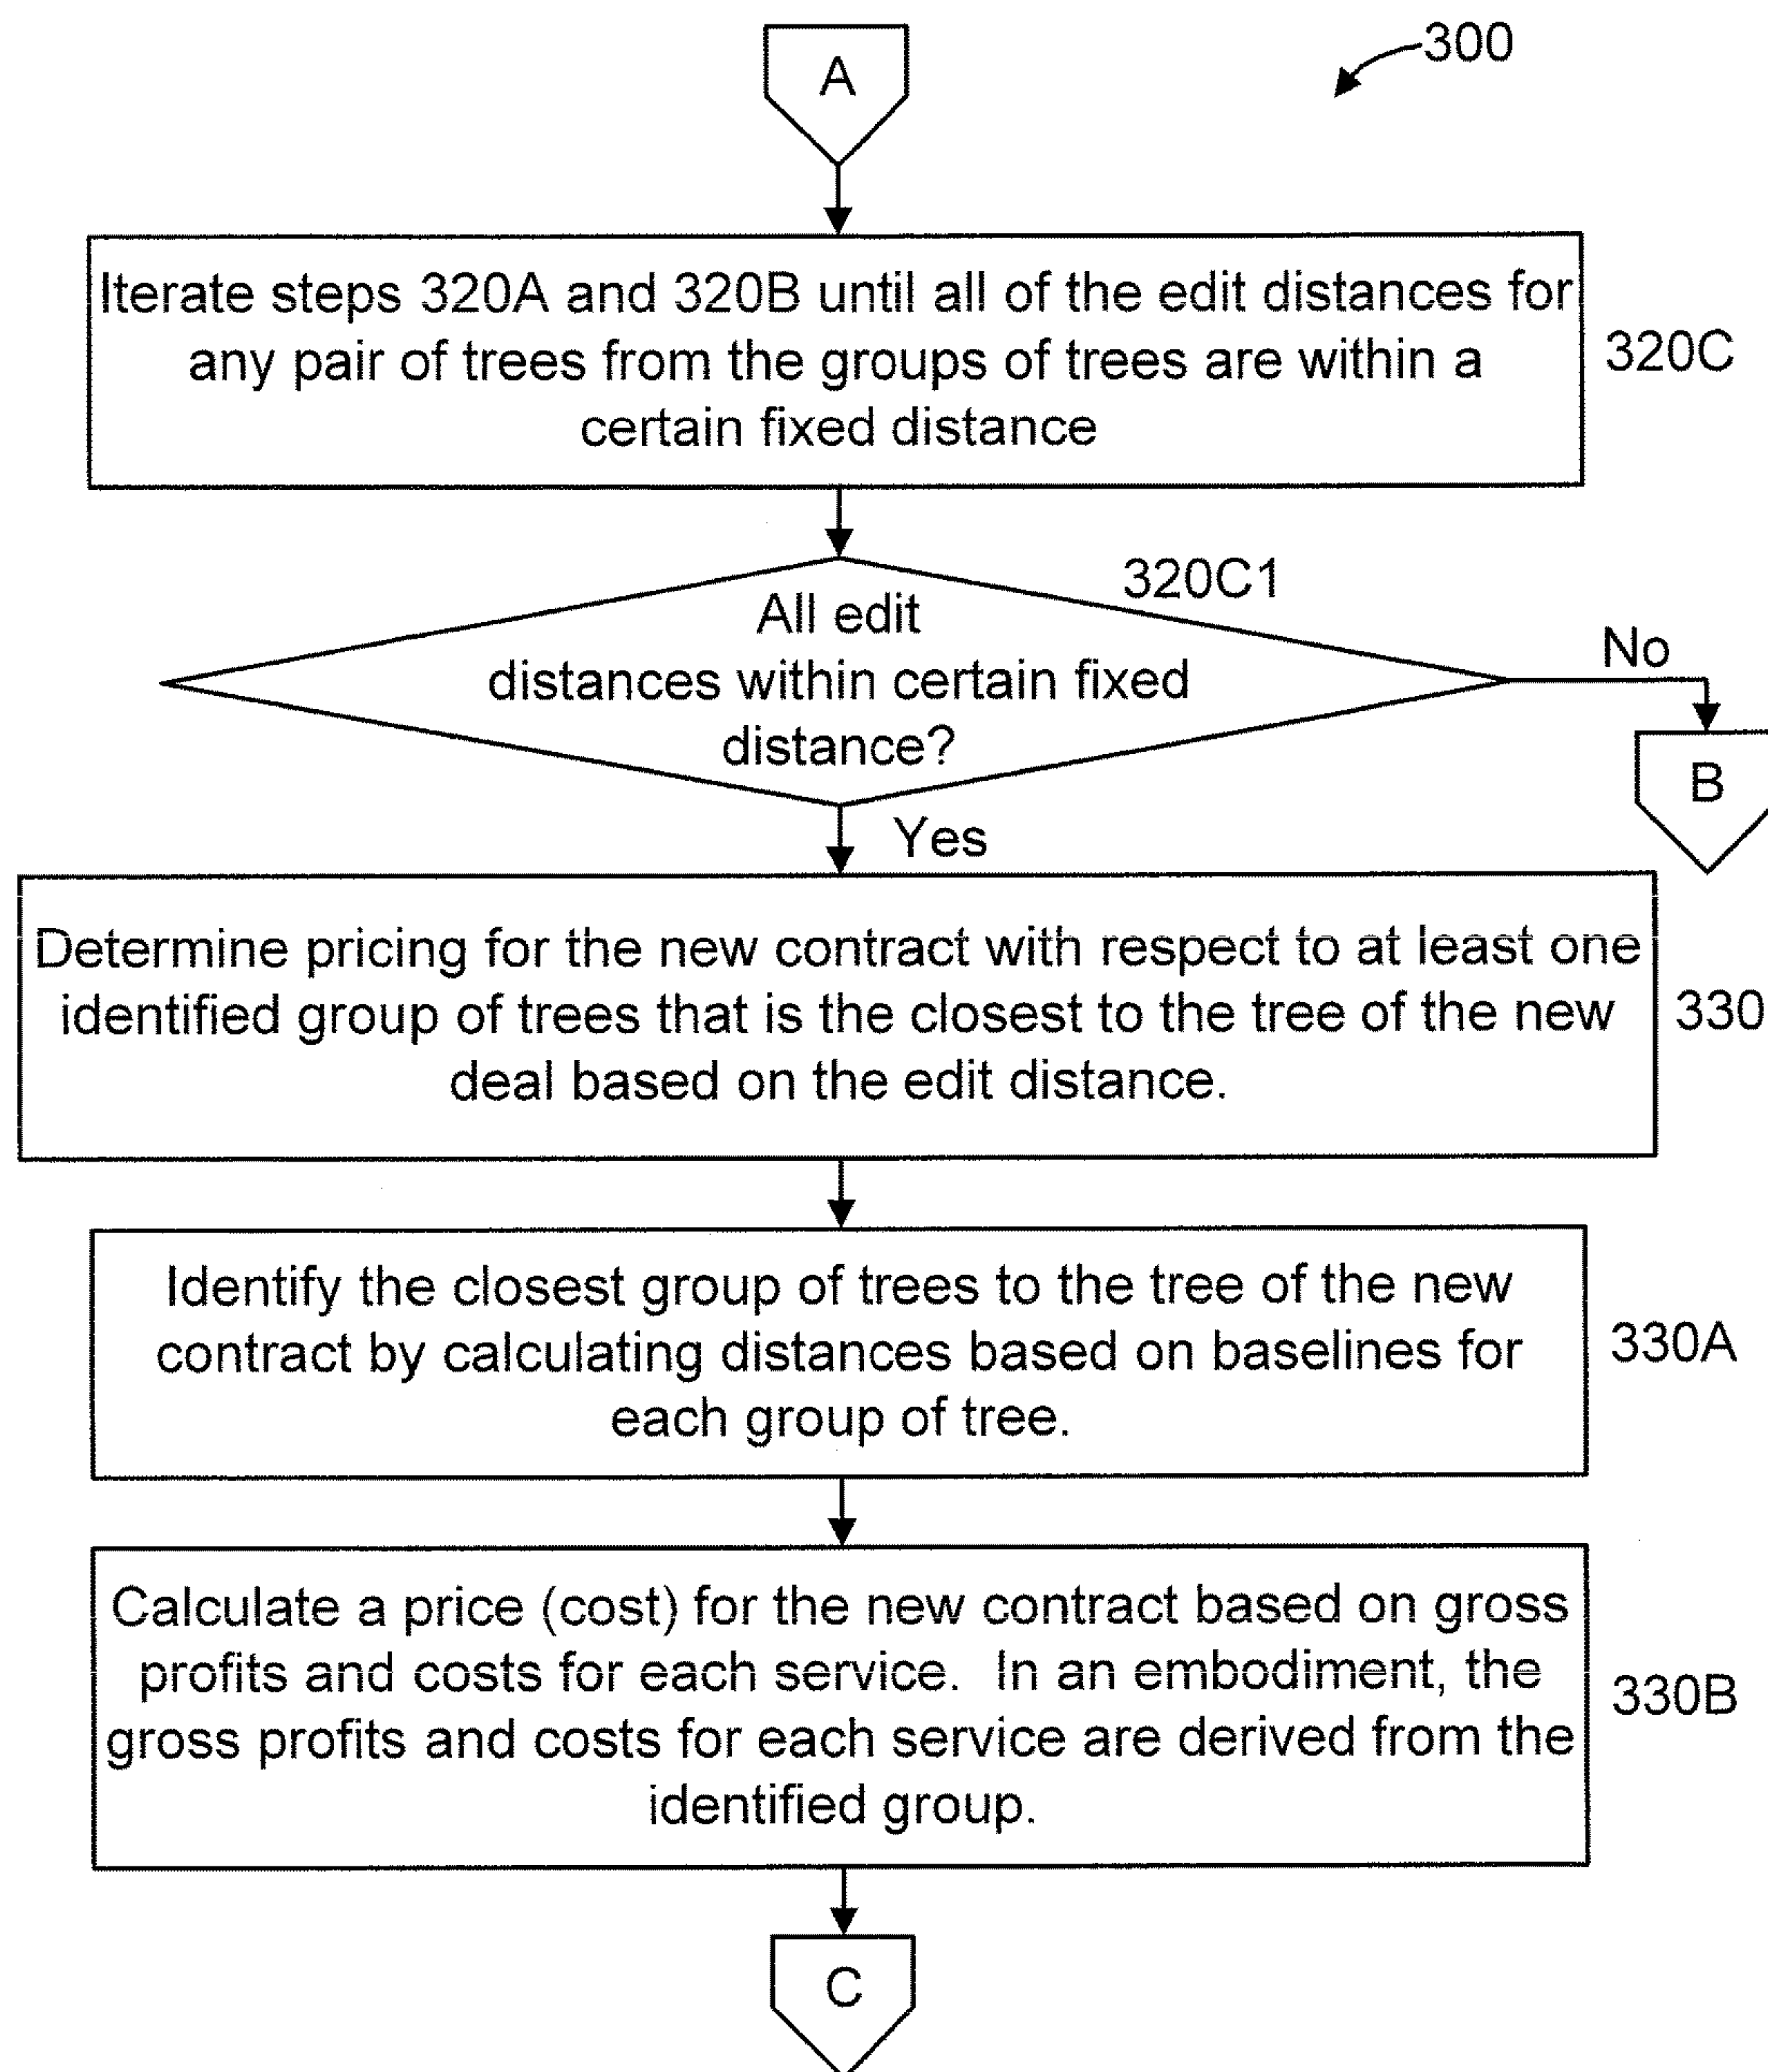 A
300
Iterate steps 320A and 320B until all of the edit distances for
any pair of trees from the groups of trees are within a
certain fixed distance
320C
320C1
All edit
distances within certain fixed
distance?
No
B
Yes
Determine pricing for the new contract with respect to at least one
identified group of trees that is the closest to the tree of the new
deal based on the edit distance.
330
Identify the closest group of trees to the tree of the new
contract by calculating distances based on baselines for
each group of tree.
330A
Calculate a price (cost) for the new contract based on gross
profits and costs for each service.  In an embodiment, the
gross profits and costs for each service are derived from the
identified group.
330B
C